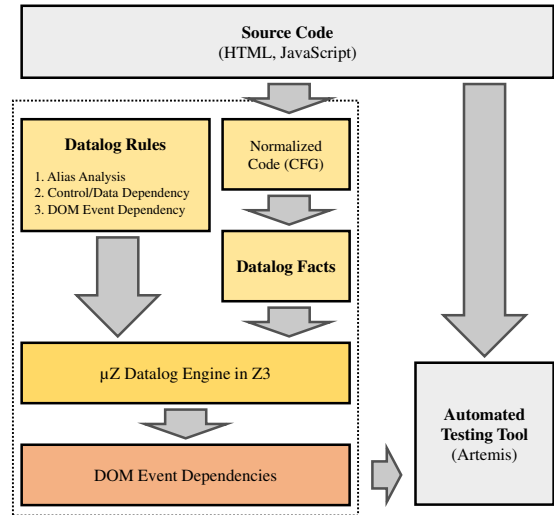 Source Code
(HTML, JavaScript)
Datalog Rules
1. Alias Analysis
2. Control/Data Dependency
3. DOM Event Dependency
Normalized
Code (CFG)
Datalog Facts
μZ Datalog Engine in Z3
DOM Event Dependencies
Automated
Testing Tool
(Artemis)